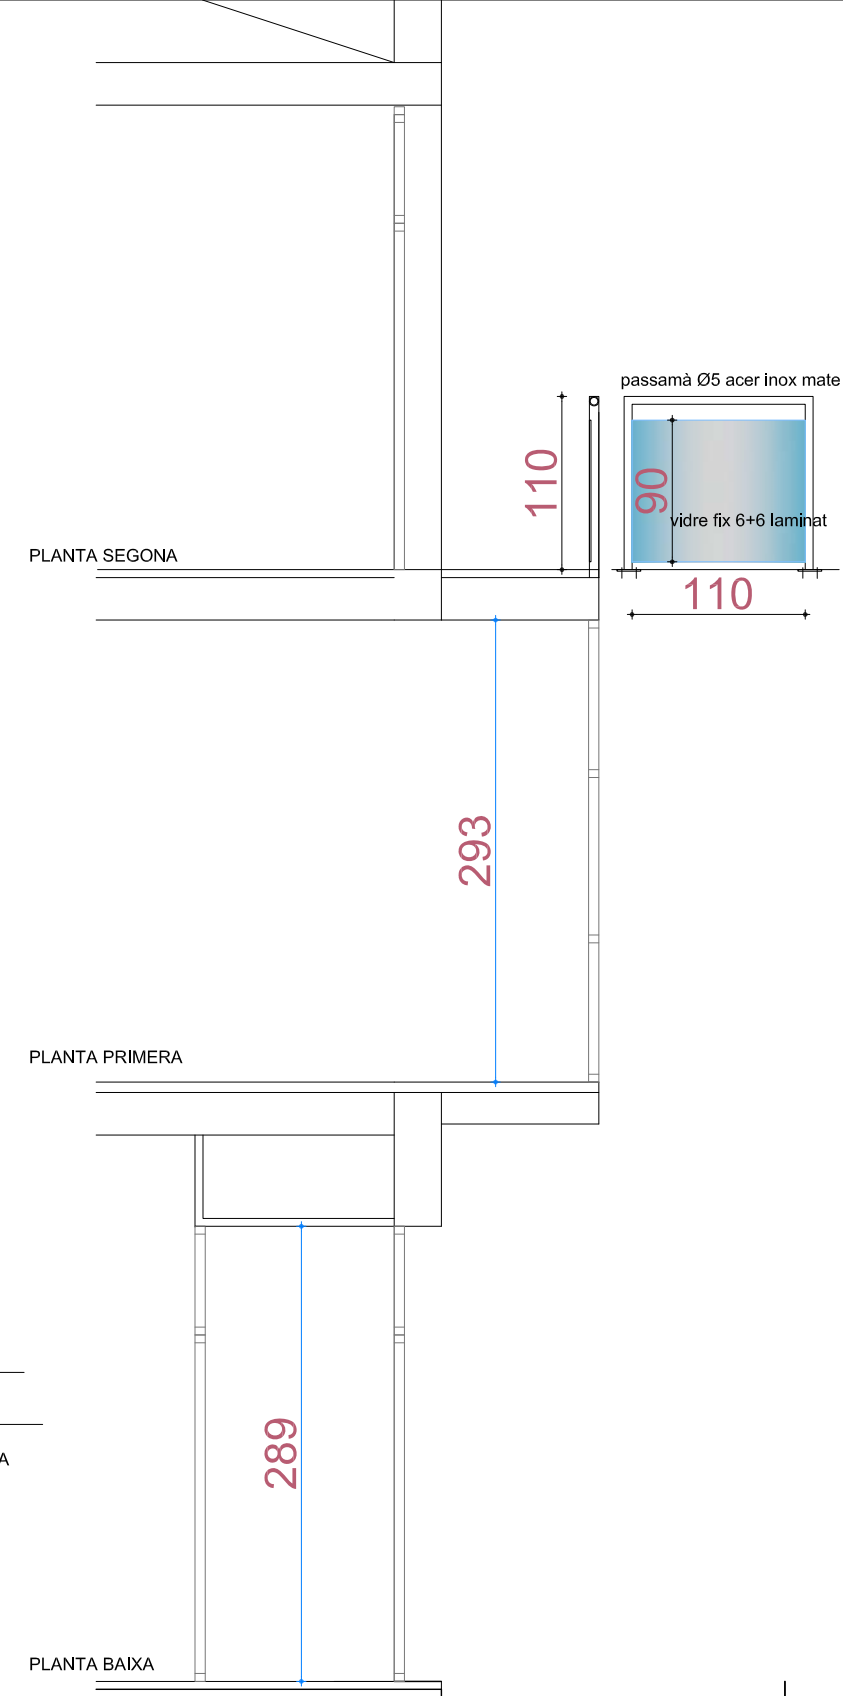 passamà Ø5 acer inox mate
110
90
vidre fix 6+6 laminat
PLANTA SEGONA
110
293
PLANTA PRIMERA
289
A
PLANTA BAIXA